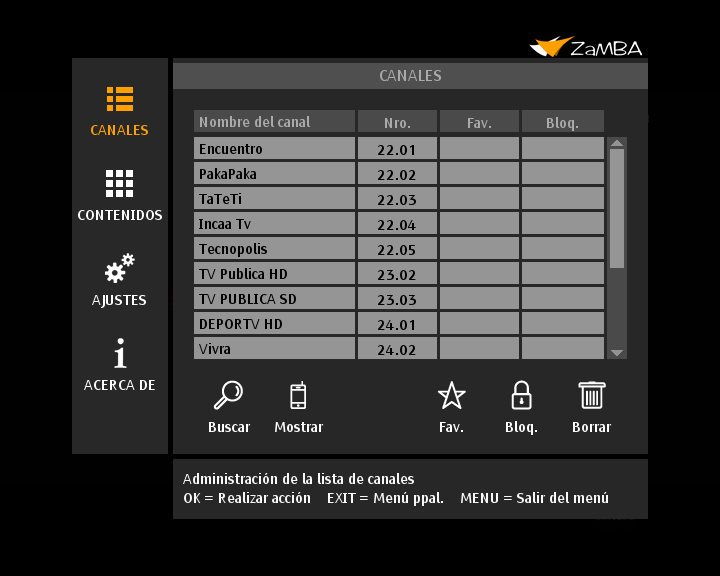 ZaMBA
CANALES
CANALES
CONTENIDOS
AJUSTES
ACERCA DE
Nombre del canal Nro. Fav. Bloq.
Encuentro 22.01
PakaPaka 22.02
TaTeTi 22.03
Incaa Tv 22.04
Tecnopolis 22.05
TV Publica HD 23.02
TV PUBLICA SD 23.03
DEPORTV HD 24.01
Vivra 24.02
Buscar Mostrar Fav. Bloq. Borrar
Administración de la lista de canales
OK = Realizar acción EXIT = Menú ppal. MENU = Salir del menú